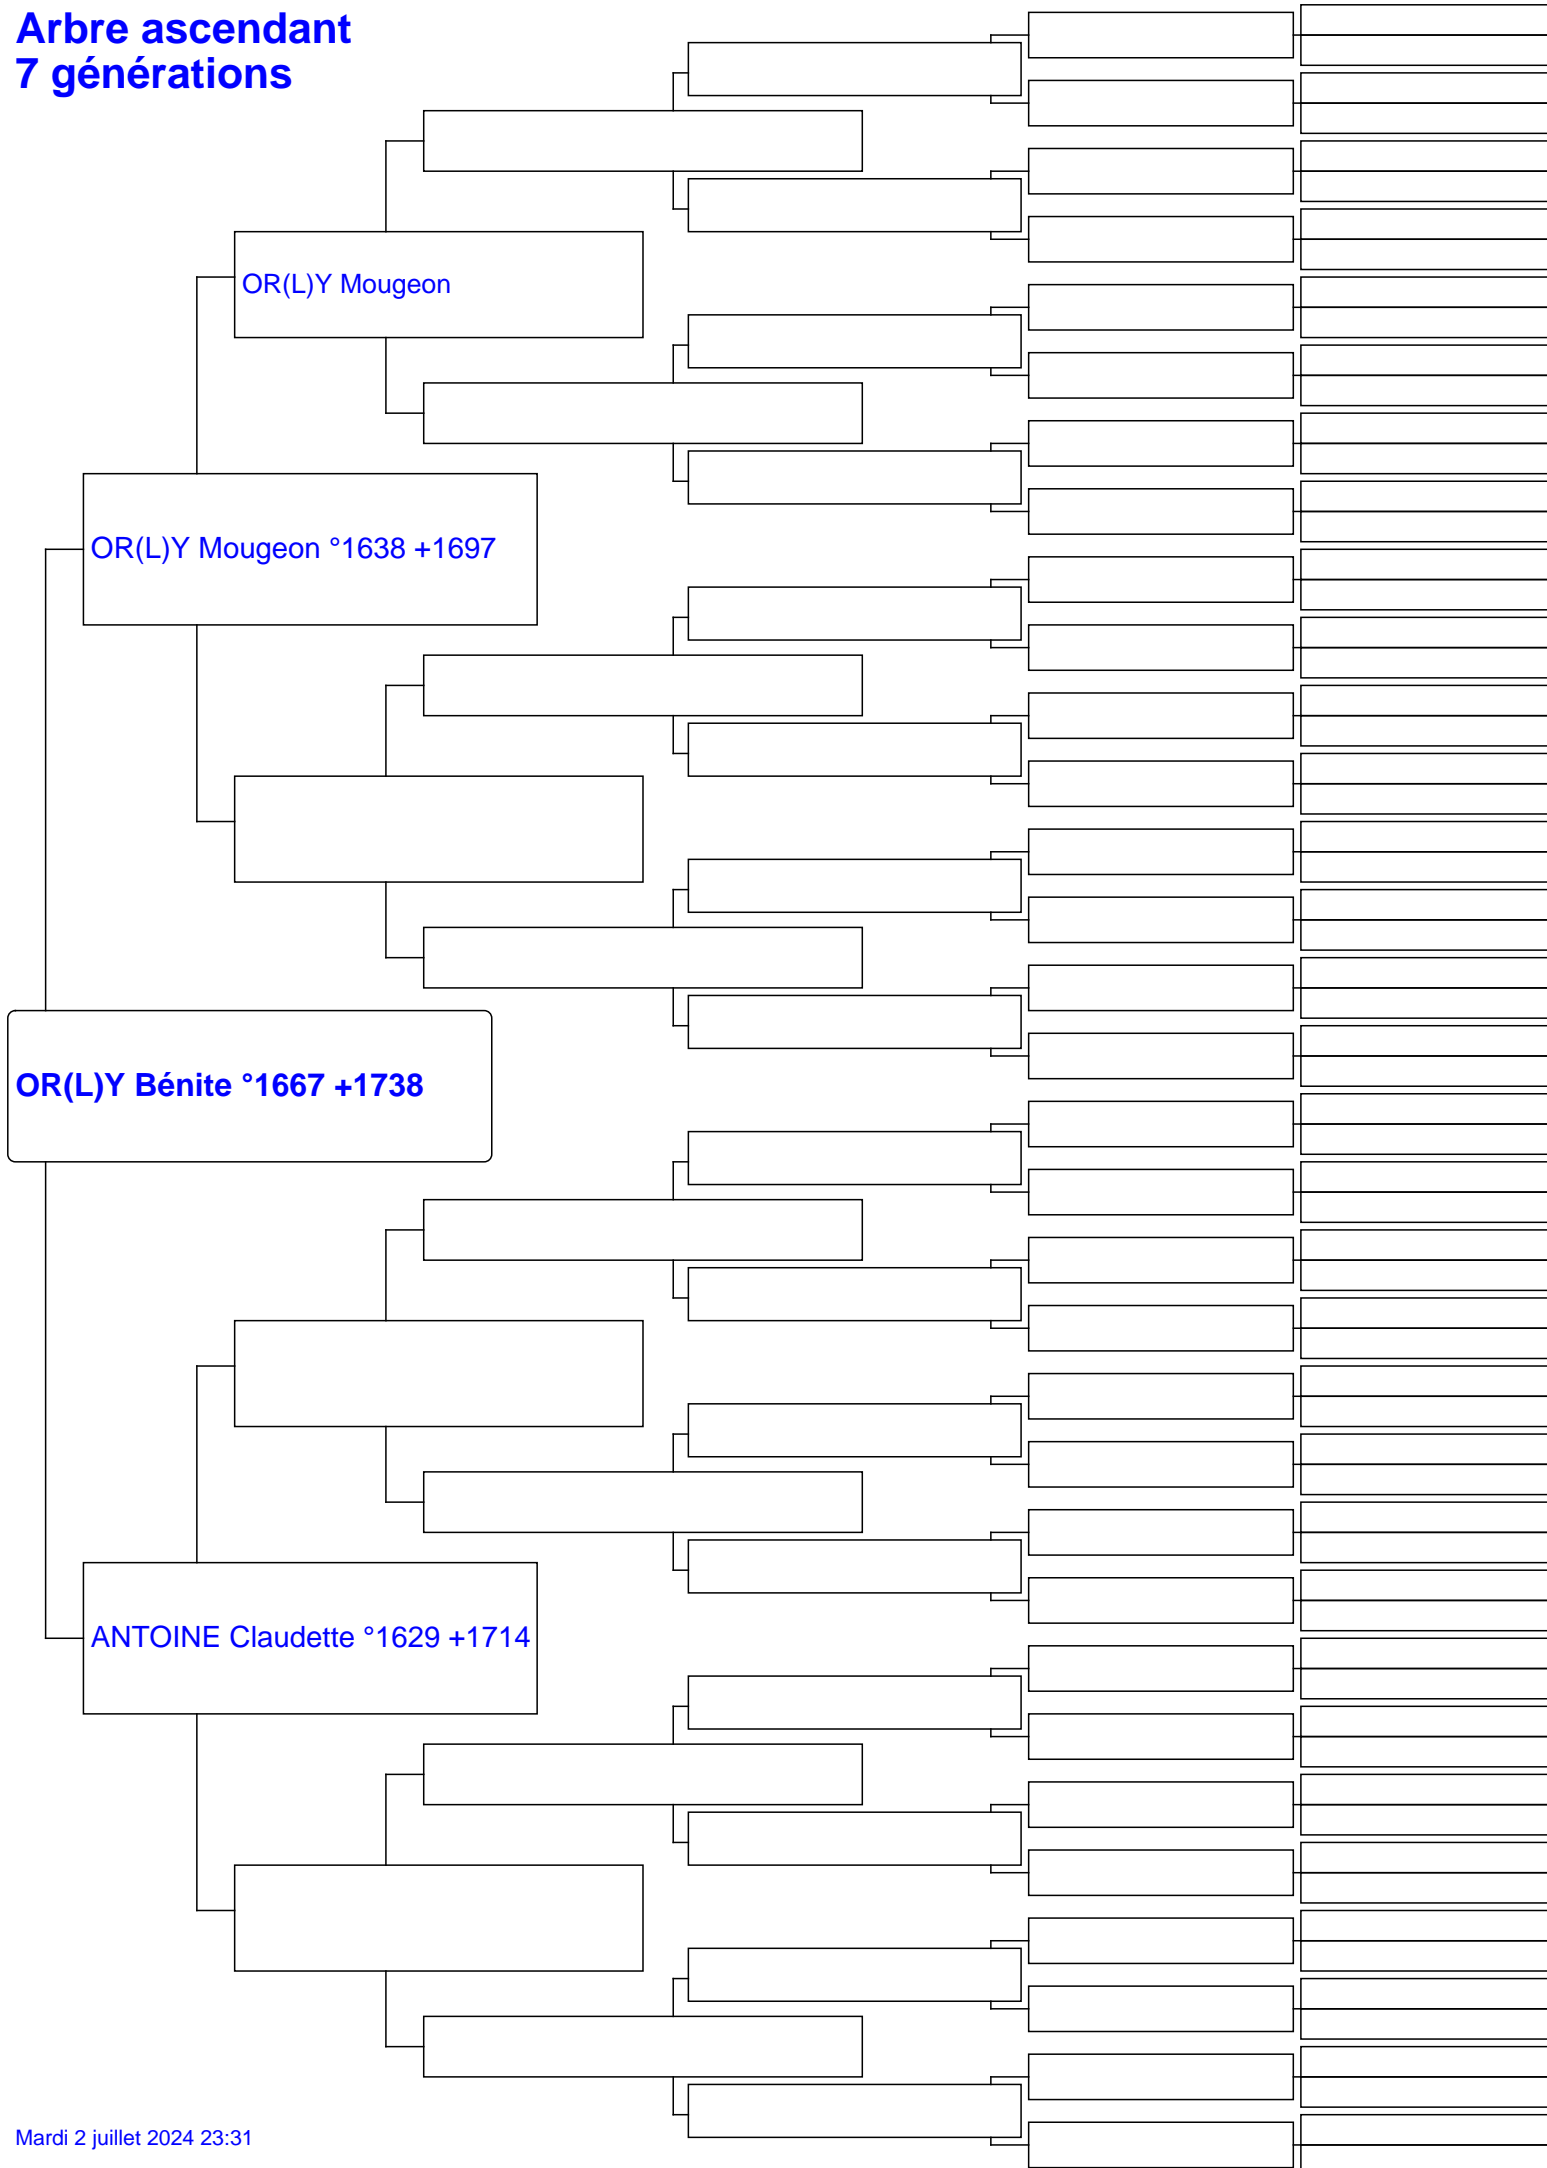 Arbre ascendant
7 générations
OR(L)Y Mougeon
OR(L)Y Mougeon °1638 +1697
OR(L)Y Bénite °1667 +1738
ANTOINE Claudette °1629 +1714
Mardi 2 juillet 2024 23:31